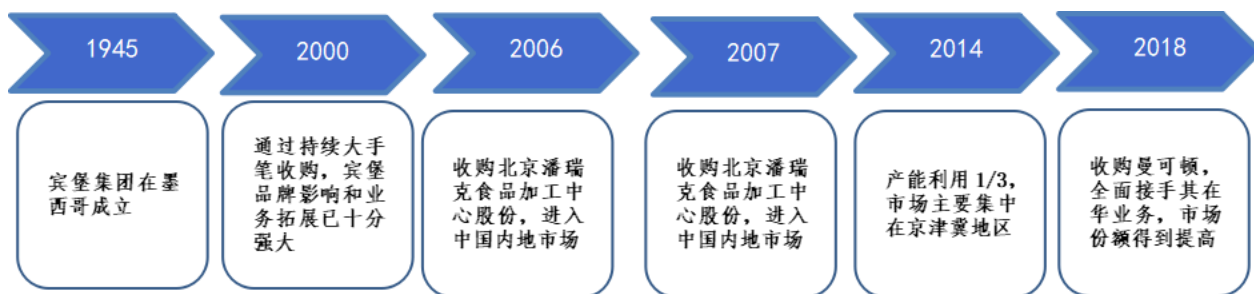 1945
宾堡集团在墨
西哥成立
2000
通过持续大手
笔收购，宾堡
品牌影响和业
务拓展已十分
强大
2006
收购北京潘瑞
克食品加工中
心股份，进入
中国内地市场
2007
收购北京潘瑞
克食品加工中
心股份，进入
中国内地市场
2014
产能利用 1/3，
市场主要集中
在京津冀地区
2018
收购曼可顿，
全面接手其在
华业务，市场
份额得到提高